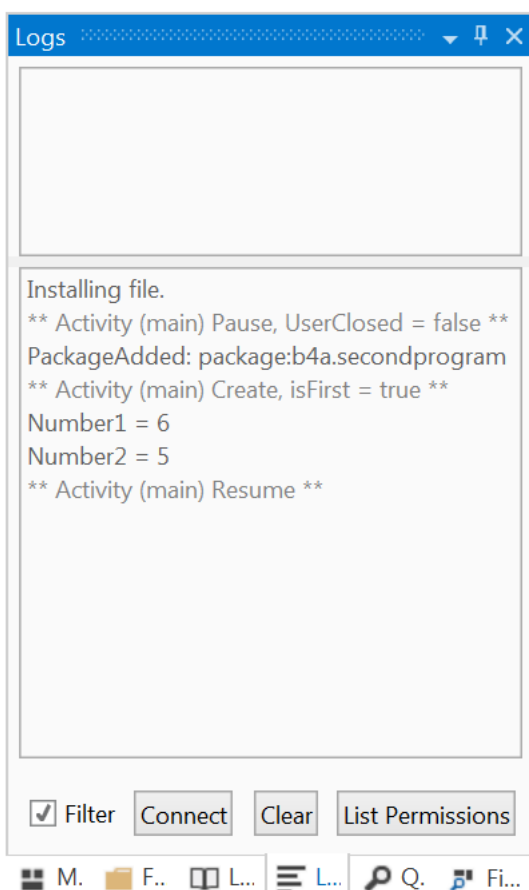 Logs
Installing file.
** Activity (main) Pause, UserClosed = false **
PackageAdded: package:b4a.secondprogram
** Activity (main) Create, isFirst = true **
Number1 = 6
Number2 = 5
** Activity (main) Resume **
Filter Connect Clear List Permissions
M. F.. L... L... Q. Fi...